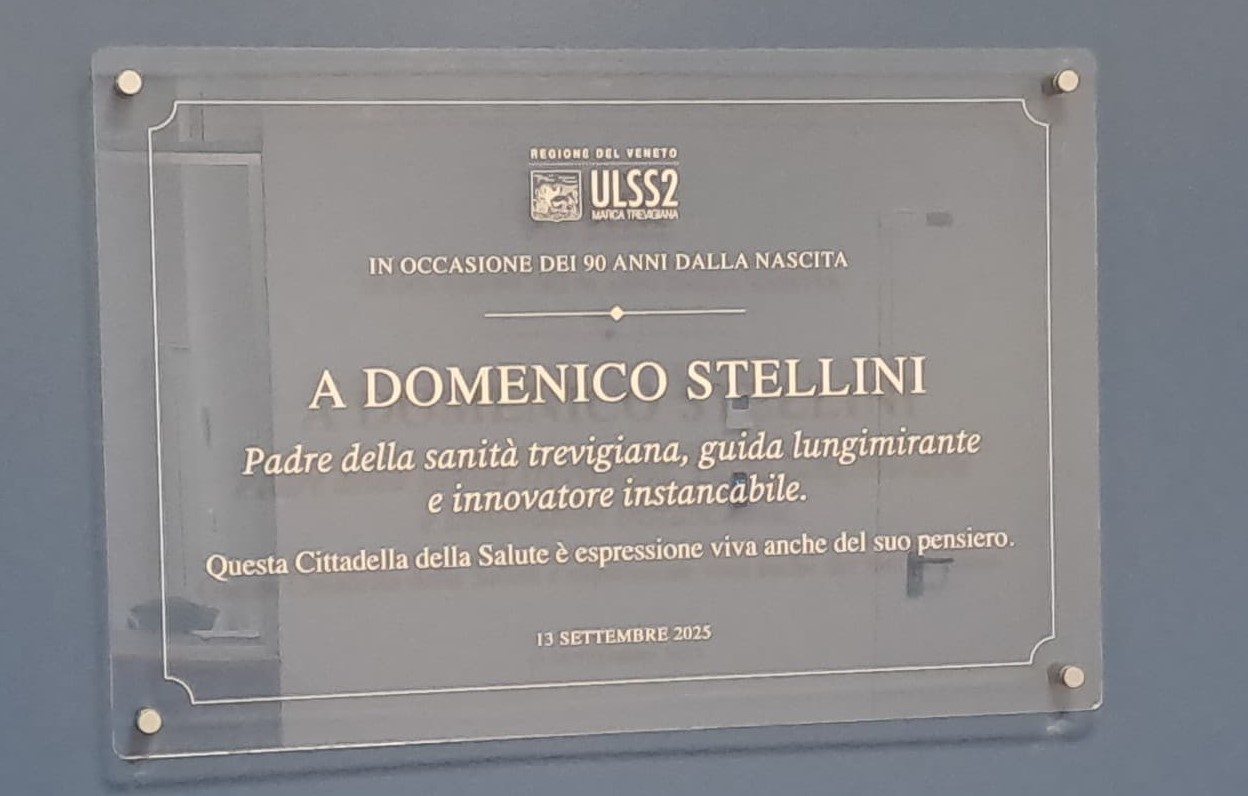 REGIONE DEL VENETO
ULSS2
MARCA TREVIGIANA
IN OCCASIONE DEI 90 ANNI DALLA NASCITA
A DOMENICO STELLINI
Padre della sanità trevigiana, guida lungimirante
e innovatore instancabile.
Questa Cittadella della Salute è espressione viva anche del suo pensiero.
13 SETTEMBRE 2025